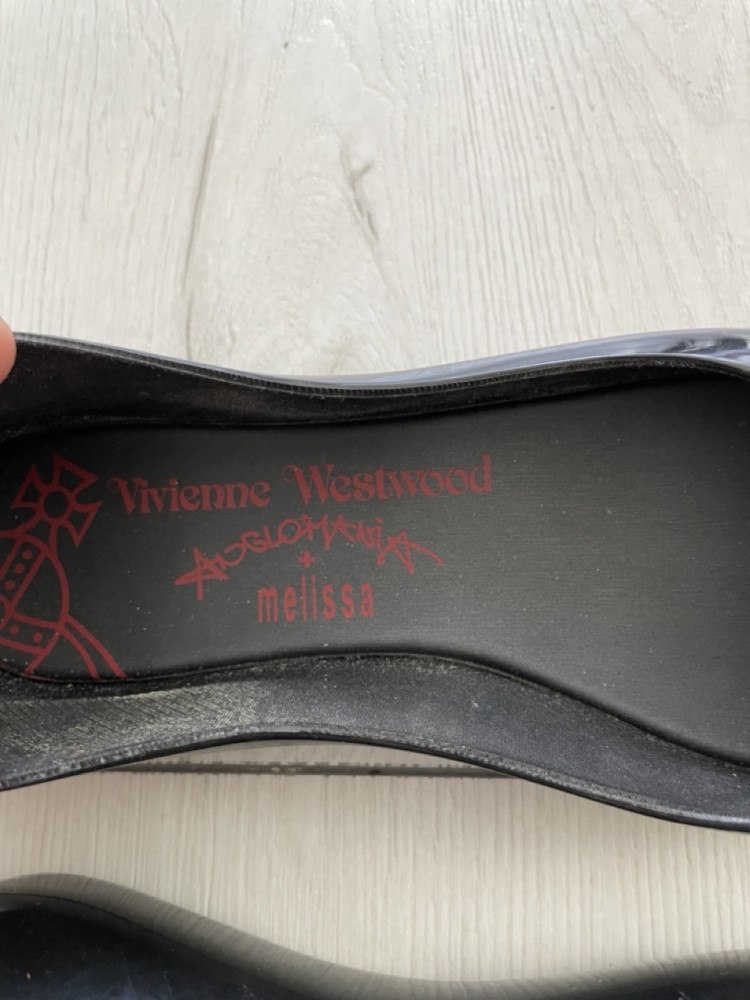 Vivienne Westwood
ANGLOMANiA
+
melissa